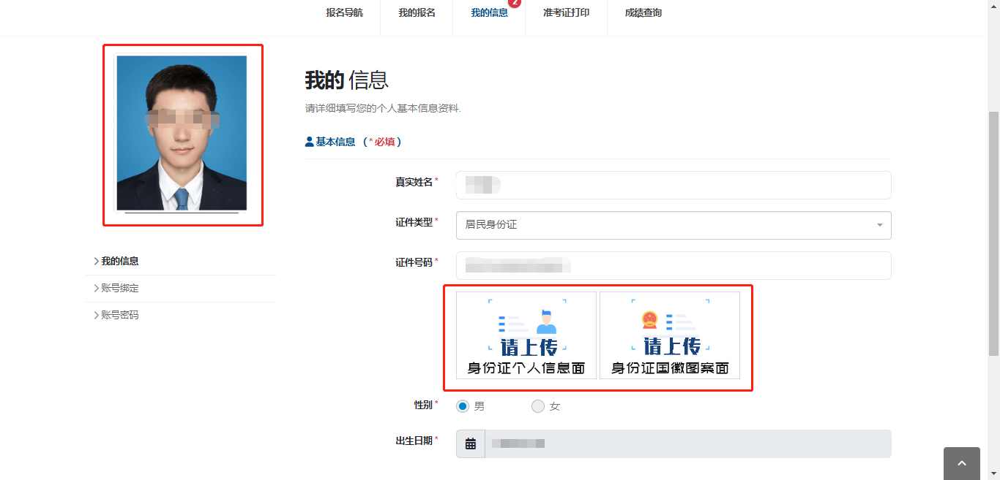 报名导航 我的报名 我的信息 2 准考证打印 成绩查询
我的 信息
请详细填写您的个人基本信息资料.
基本信息 (*必填)
真实姓名*
证件类型* 居民身份证
证件号码*
请上传
身份证个人信息面
请上传
身份证国徽图案面
性别* 男 女
出生日期*
我的信息
账号绑定
账号密码